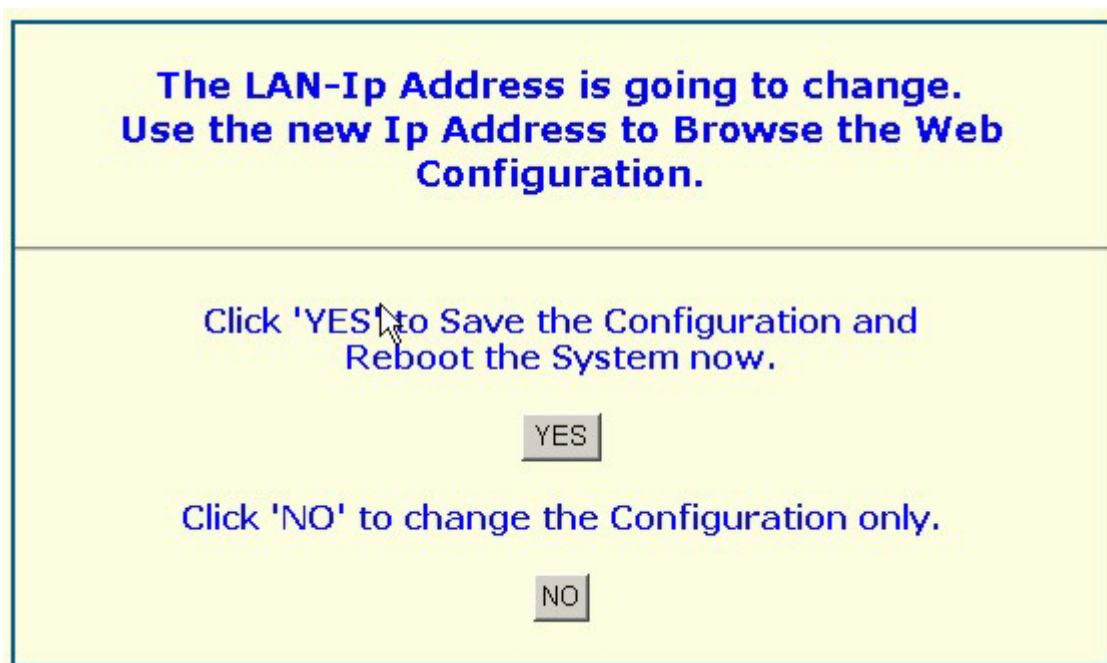 The LAN-Ip Address is going to change.
Use the new Ip Address to Browse the Web
Configuration.
Click 'YES' to Save the Configuration and
Reboot the System now.
YES
Click 'NO' to change the Configuration only.
NO